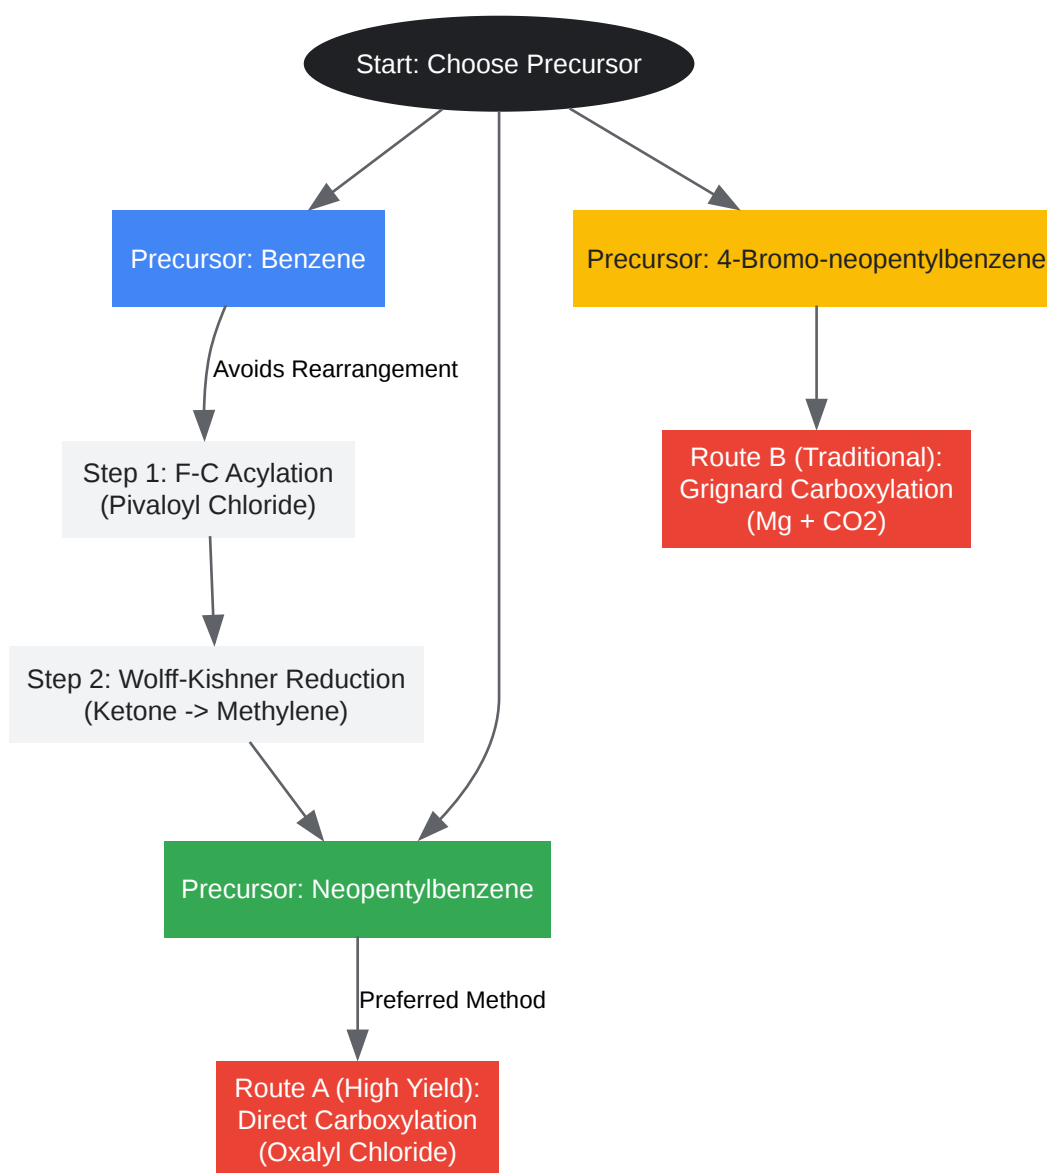 Start: Choose Precursor
Precursor: Benzene
Precursor: 4-Bromo-neopentylbenzene
Avoids Rearrangement
Step 1: F-C Acylation
(Pivaloyl Chloride)
Route B (Traditional):
Grignard Carboxylation
(Mg + CO2)
Step 2: Wolff-Kishner Reduction
(Ketone -> Methylene)
Precursor: Neopentylbenzene
Preferred Method
Route A (High Yield):
Direct Carboxylation
(Oxalyl Chloride)